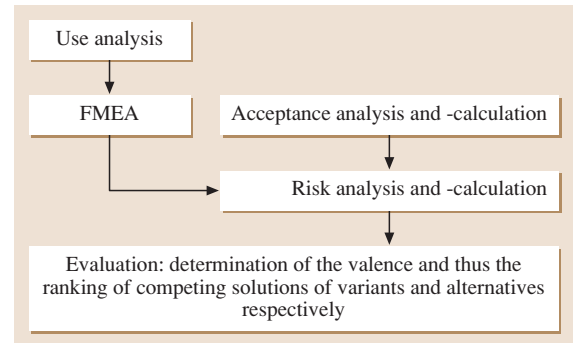 Use analysis
FMEA
Acceptance analysis and -calculation
Risk analysis and -calculation
Evaluation: determination of the valence and thus the
ranking of competing solutions of variants and alternatives
respectively